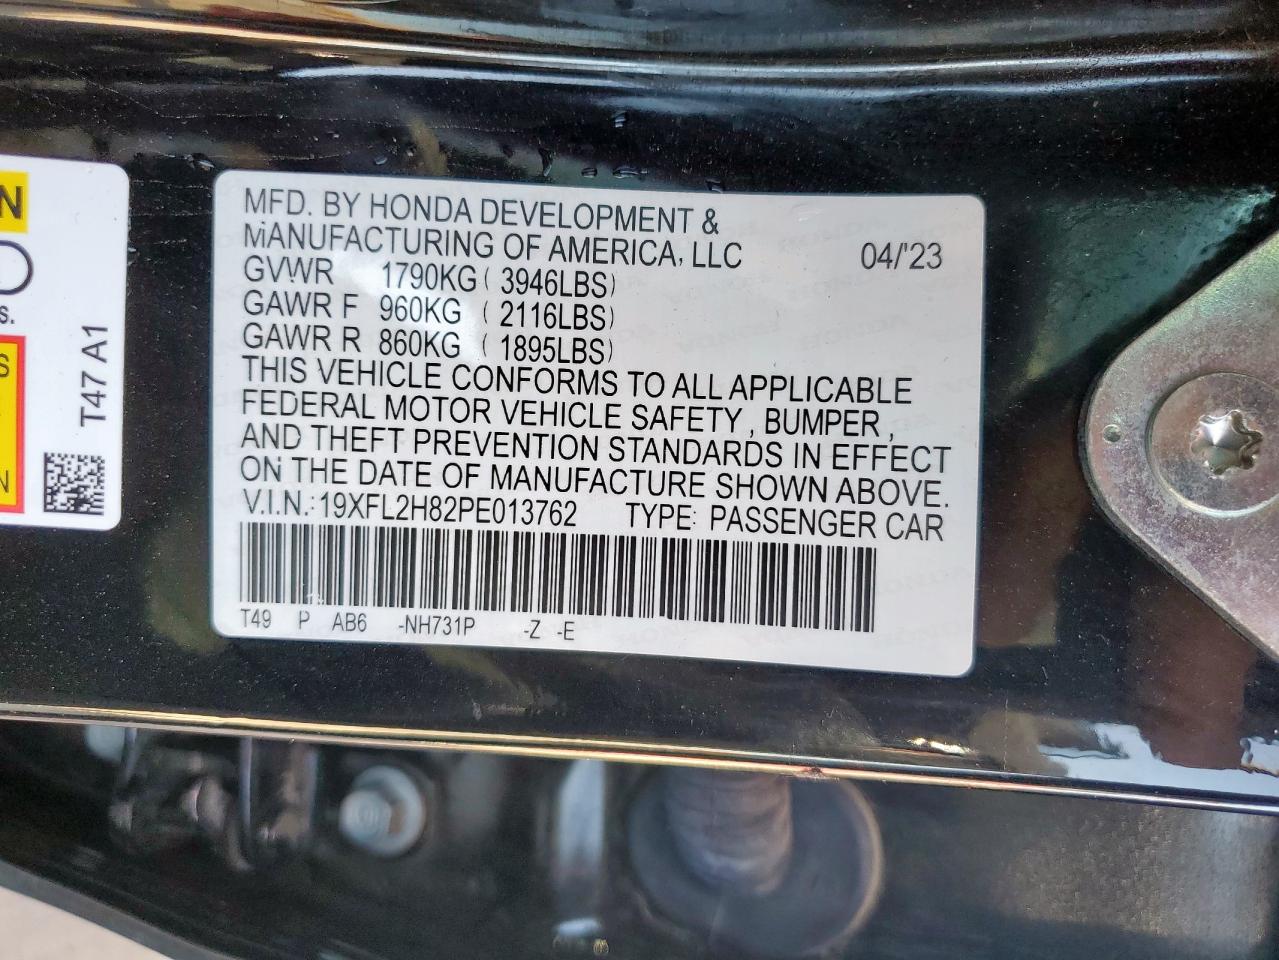 N
s.
S
N
T47 A1
MFD. BY HONDA DEVELOPMENT &
MANUFACTURING OF AMERICA, LLC 04/'23
GVWR 1790KG ( 3946LBS)
GAWR F 960KG ( 2116LBS)
GAWR R 860KG ( 1895LBS)
THIS VEHICLE CONFORMS TO ALL APPLICABLE
FEDERAL MOTOR VEHICLE SAFETY , BUMPER ,
AND THEFT PREVENTION STANDARDS IN EFFECT
ON THE DATE OF MANUFACTURE SHOWN ABOVE.
V.I.N.:19XFL2H82PE013762 TYPE: PASSENGER CAR
T49 P AB6 -NH731P -Z -E